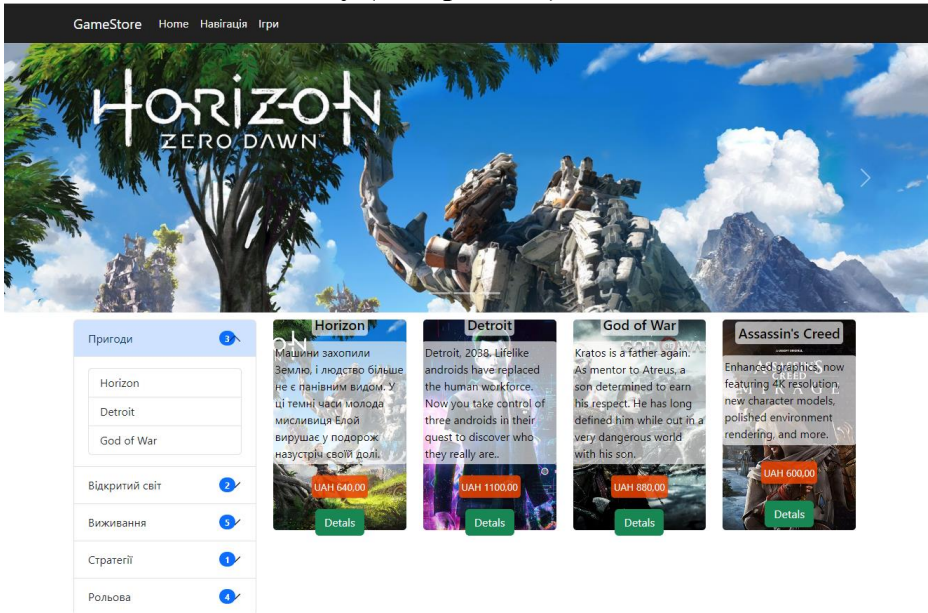 GameStore Home Навігація Ігри
HORIZON
ZERO DAWN
Пригоди 3
Horizon
Detroit
God of War
Відкритий світ 2
Виживання 5
Стратегії 1
Рольова 4
Horizon
Машини захопили
Землю, і людство більше
не є панівним видом. У
ці темні часи молода
мисливиця Елой
вирушає у подорож
назустріч своїй долі.
UAH 640,00
Detals
Detroit
Detroit, 2038. Lifelike
androids have replaced
the human workforce.
Now you take control of
three androids in their
quest to discover who
they really are..
UAH 1100,00
Detals
God of War
Kratos is a father again.
As mentor to Atreus, a
son determined to earn
his respect. He has long
defined him while out in a
very dangerous world
with his son.
UAH 880,00
Detals
Assassin's Creed
Enhanced graphics, now
featuring 4K resolution,
new character models,
polished environment
rendering, and more.
UAH 600,00
Detals